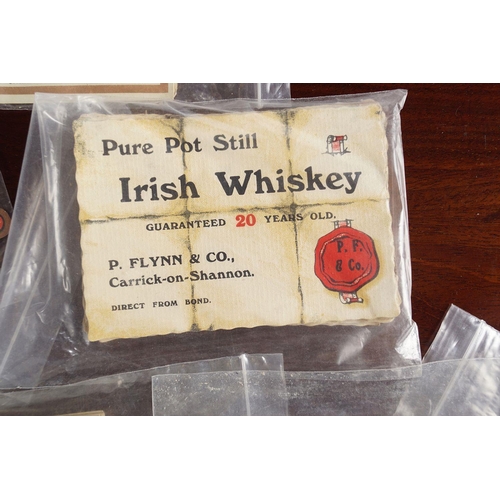 Pure Pot Still
Irish Whiskey
GUARANTEED 20 YEARS OLD.
P. FLYNN & CO.,
Carrick-on-Shannon.
DIRECT FROM BOND.
P. F.
& Co.